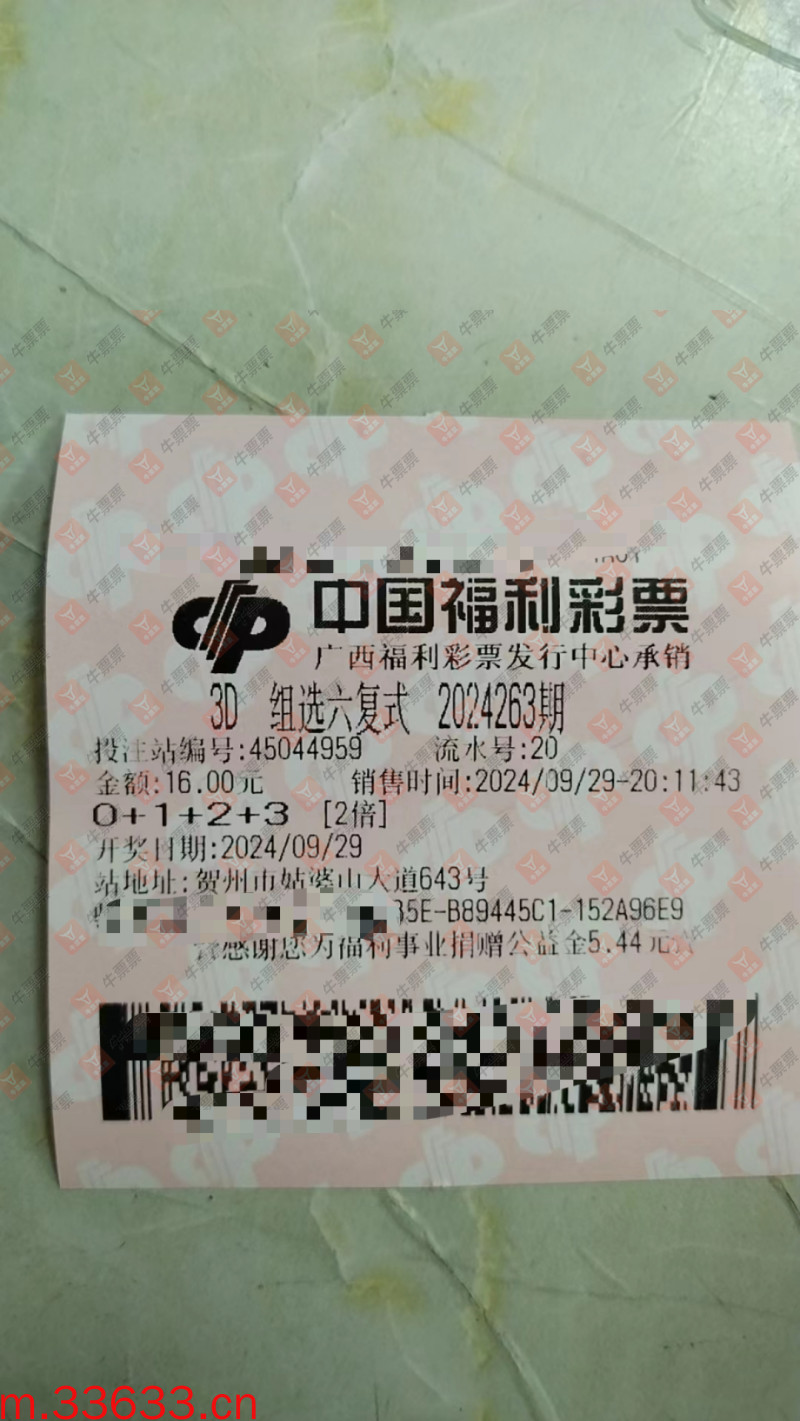 中国福利彩票
广西福利彩票发行中心承销
3D 组选六复式 2024263期
投注站编号:45044959 流水号:20
金额:16.00元 销售时间:2024/09/29-20:11:43
0+1+2+3 [2倍]
开奖日期:2024/09/29
站地址:贺州市姑婆山大道643号
35E-B89445C1-152A96E9
感谢您为福利事业捐赠公益金5.44元
牛票票
m.33633.cn